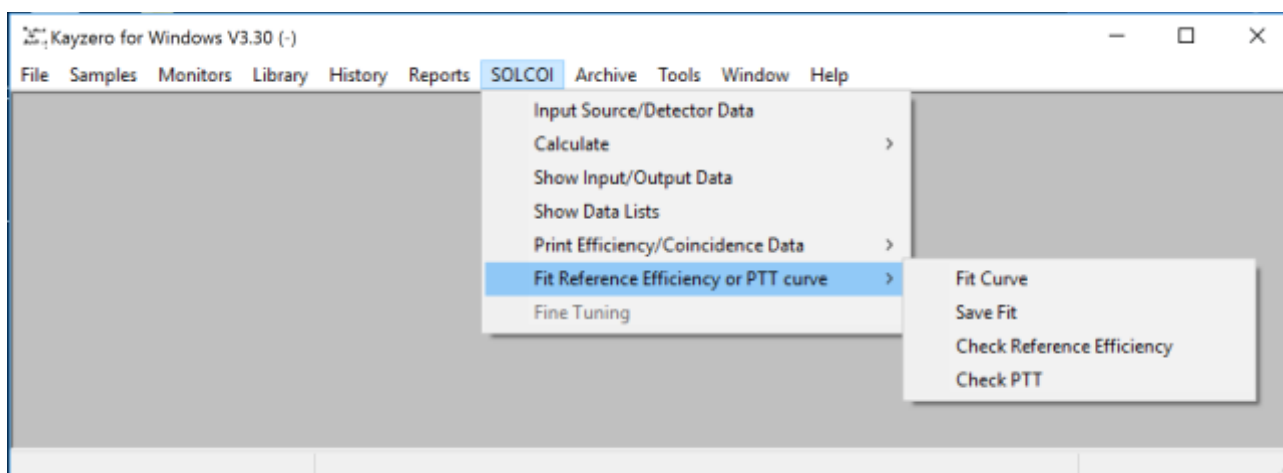 Kayzero for Windows V3.30 (-)
File Samples Monitors Library History Reports SOLCOI Archive Tools Window Help
Input Source/Detector Data
Calculate
Show Input/Output Data
Show Data Lists
Print Efficiency/Coincidence Data
Fit Reference Efficiency or PTT curve
Fine Tuning
Fit Curve
Save Fit
Check Reference Efficiency
Check PTT